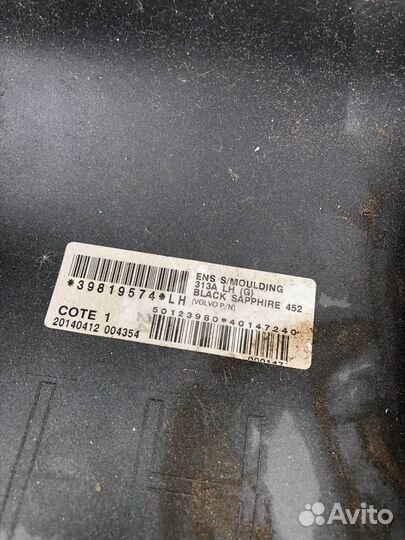 ENS S/MOULDING
313A LH (G)
BLACK SAPPHIRE 452
(VOLVO P/N)
*39819574*LH
50123980*40147240
COTE 1
20140412 004354
Avito